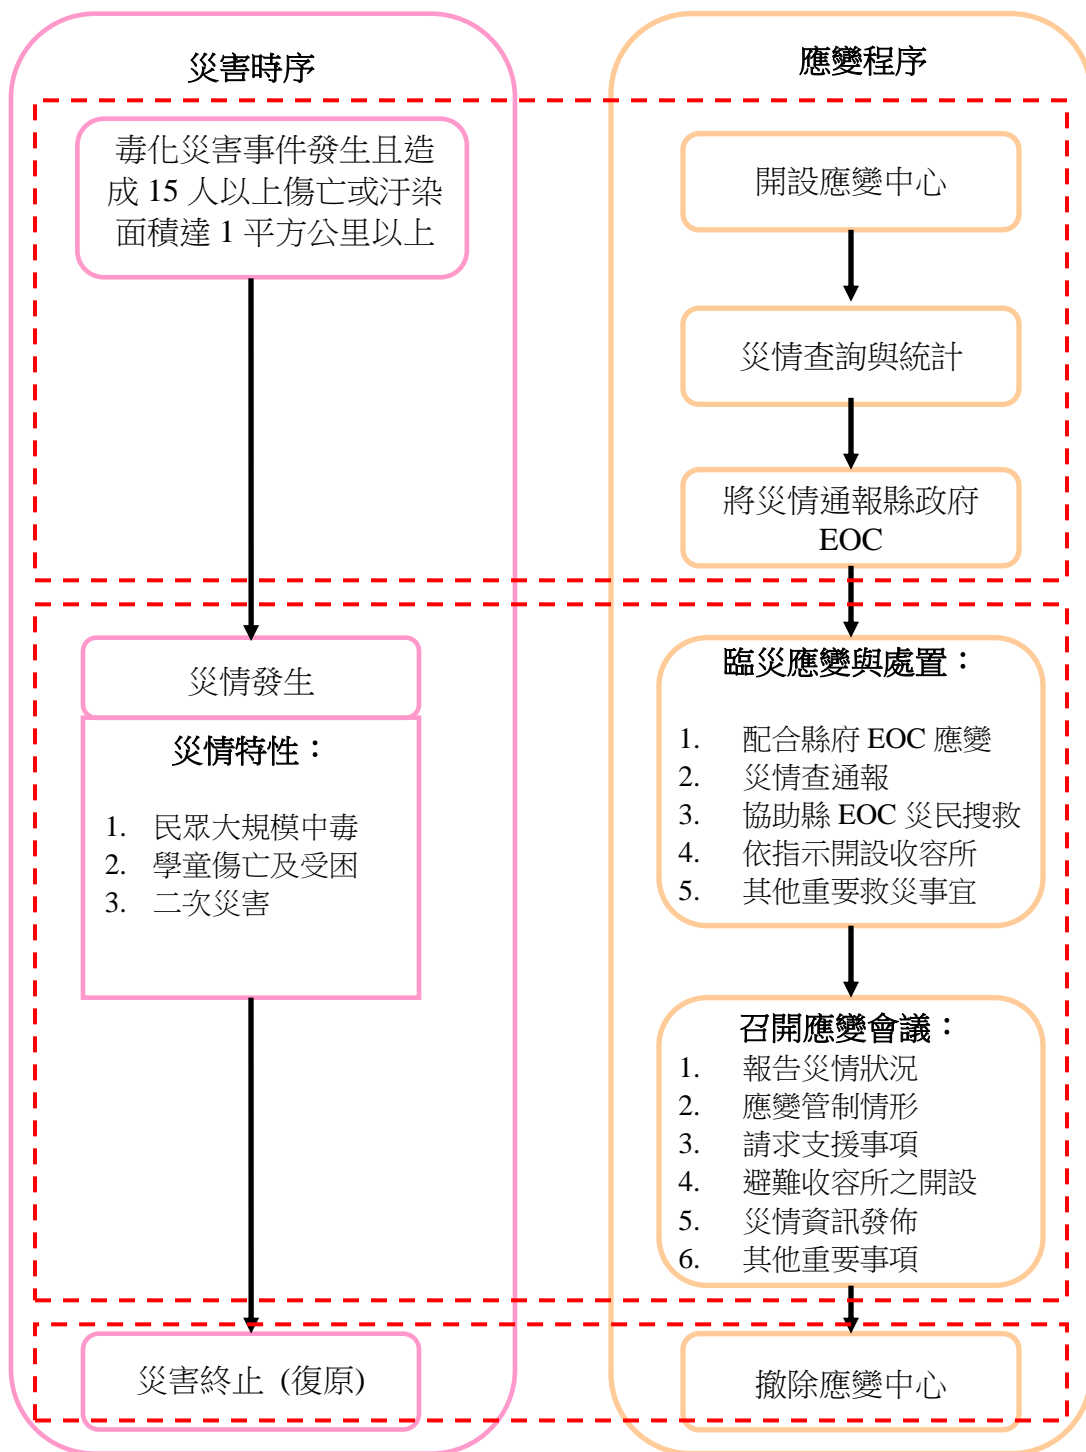 災害時序
毒化災害事件發生且造
成 15 人以上傷亡或汙染
面積達 1 平方公里以上
災情發生
災情特性：
1. 民眾大規模中毒
2. 學童傷亡及受困
3. 二次災害
災害終止 (復原)
應變程序
開設應變中心
災情查詢與統計
將災情通報縣政府
EOC
臨災應變與處置：
1. 配合縣府 EOC 應變
2. 災情查通報
3. 協助縣 EOC 災民搜救
4. 依指示開設收容所
5. 其他重要救災事宜
召開應變會議：
1. 報告災情狀況
2. 應變管制情形
3. 請求支援事項
4. 避難收容所之開設
5. 災情資訊發佈
6. 其他重要事項
撤除應變中心